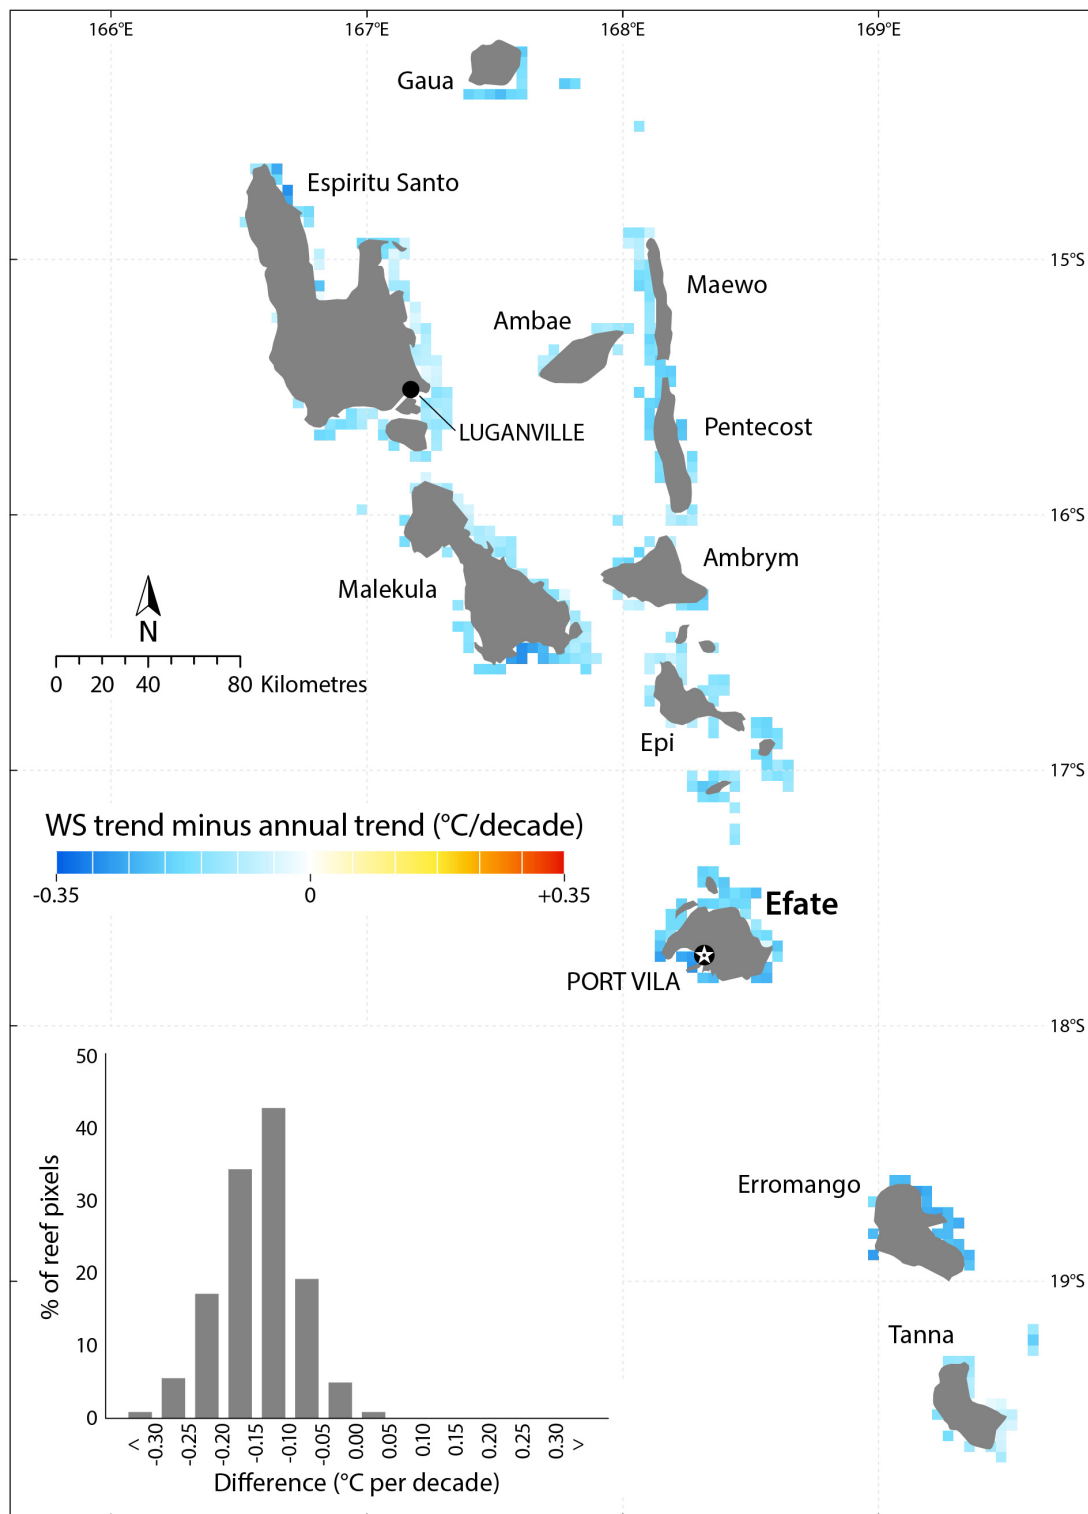 166°E 167°E 168°E 169°E
Gaua
Espiritu Santo
15°S
Maewo
Ambae
Pentecost
LUGANVILLE
16°S
Ambrym
Malekula
N
0 20 40 80 Kilometres
Epi
17°S
WS trend minus annual trend (°C/decade)
-0.35 0 +0.35
Efate
PORT VILA
18°S
50
40
30
20
10
0
% of reef pixels
Erromango
19°S
Tanna
< -0.30 -0.25 -0.20 -0.15 -0.10 -0.05 0.00 0.05 0.10 0.15 0.20 0.25 0.30 >
Difference (°C per decade)